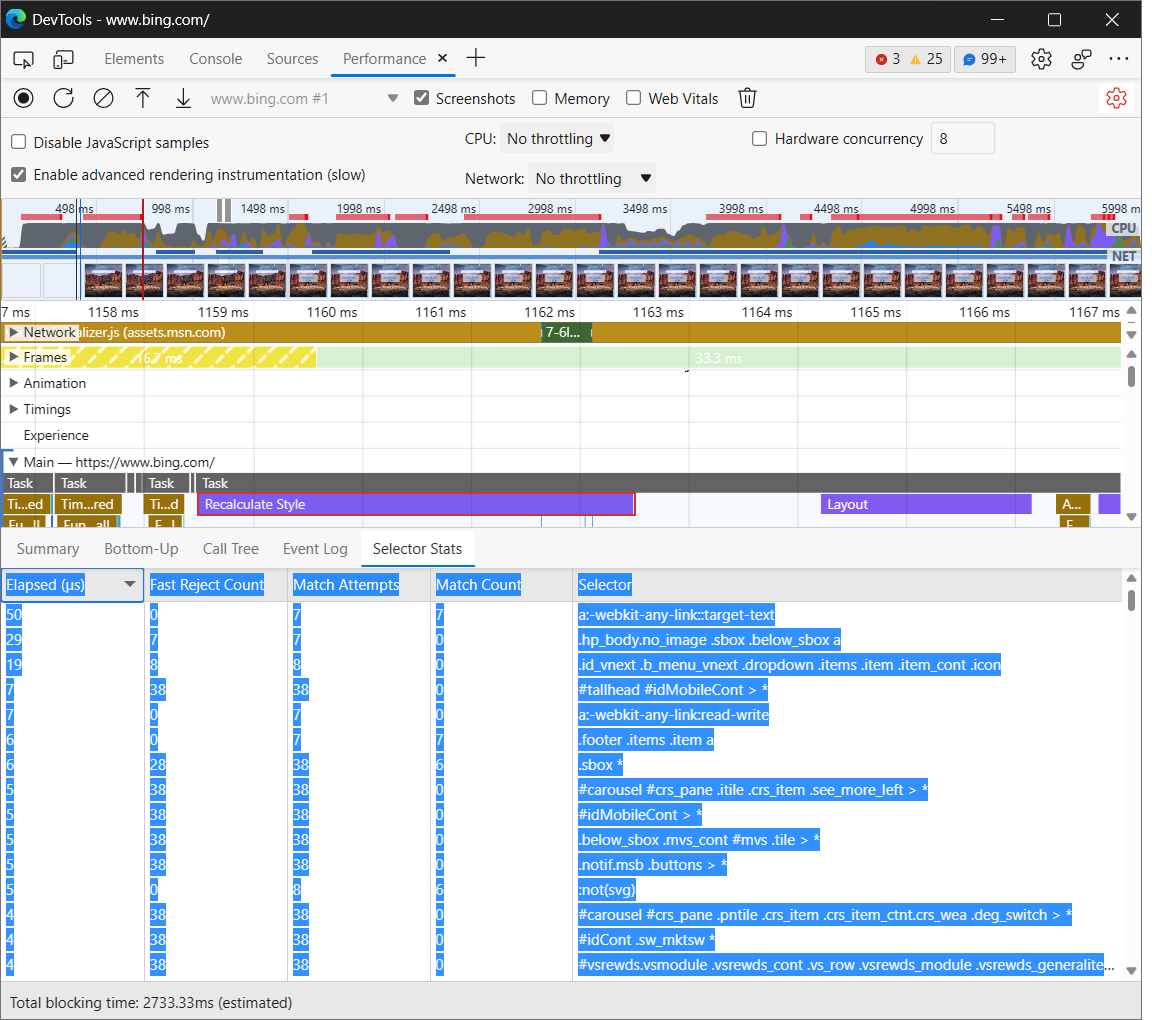 DevTools - www.bing.com/
Elements Console Sources Performance 3 25 99+
www.bing.com #1 Screenshots Memory Web Vitals
Disable JavaScript samples CPU: No throttling Hardware concurrency 8
Enable advanced rendering instrumentation (slow) Network: No throttling
498 ms 998 ms 1498 ms 1998 ms 2498 ms 2998 ms 3498 ms 3998 ms 4498 ms 4998 ms 5498 ms 5998 m
CPU
NET
7 ms 1158 ms 1159 ms 1160 ms 1161 ms 1162 ms 1163 ms 1164 ms 1165 ms 1166 ms 1167 ms
Network alizer.js (assets.msn.com) 7-6l...
Frames 16.7 ms 33.3 ms
Animation
Timings
Experience
Main — https://www.bing.com/
Task Task Task Task
Ti...ed Tim...red Ti...d Recalculate Style Layout A...
Fu...ll Fun...all F...l F...
Summary Bottom-Up Call Tree Event Log Selector Stats
Elapsed (µs) Fast Reject Count Match Attempts Match Count Selector
50 0 7 7 a:-webkit-any-link::target-text
29 7 7 0 .hp_body.no_image .sbox .below_sbox a
19 8 8 0 .id_vnext .b_menu_vnext .dropdown .items .item .item_cont .icon
7 38 38 0 #tallhead #idMobileCont > *
7 0 7 0 a:-webkit-any-link:read-write
6 0 7 7 .footer .items .item a
6 28 38 6 .sbox *
5 38 38 0 #carousel #crs_pane .itile .crs_item .see_more_left > *
5 38 38 0 #idMobileCont > *
5 38 38 0 .below_sbox .mvs_cont #mvs .tile > *
5 38 38 0 .notif.msb .buttons > *
5 0 8 6 :not(svg)
4 38 38 0 #carousel #crs_pane .pntile .crs_item .crs_item_ctnt.crs_wea .deg_switch > *
4 38 38 0 #idCont .sw_mktsw *
4 38 38 0 #vsrewds.vsmodule .vsrewds_cont .vs_row .vsrewds_module .vsrewds_generalite...
Total blocking time: 2733.33ms (estimated)